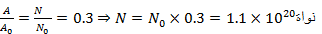 A/A₀ = N/N₀ = 0.3 ⇒ N = N₀ × 0.3 = 1.1 × 10²⁰ نواة